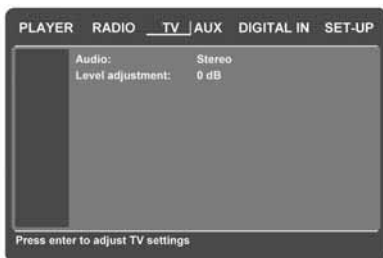 PLAYER RADIO TV AUX DIGITAL IN SET-UP
Audio: Stereo
Level adjustment: 0 dB
Press enter to adjust TV settings